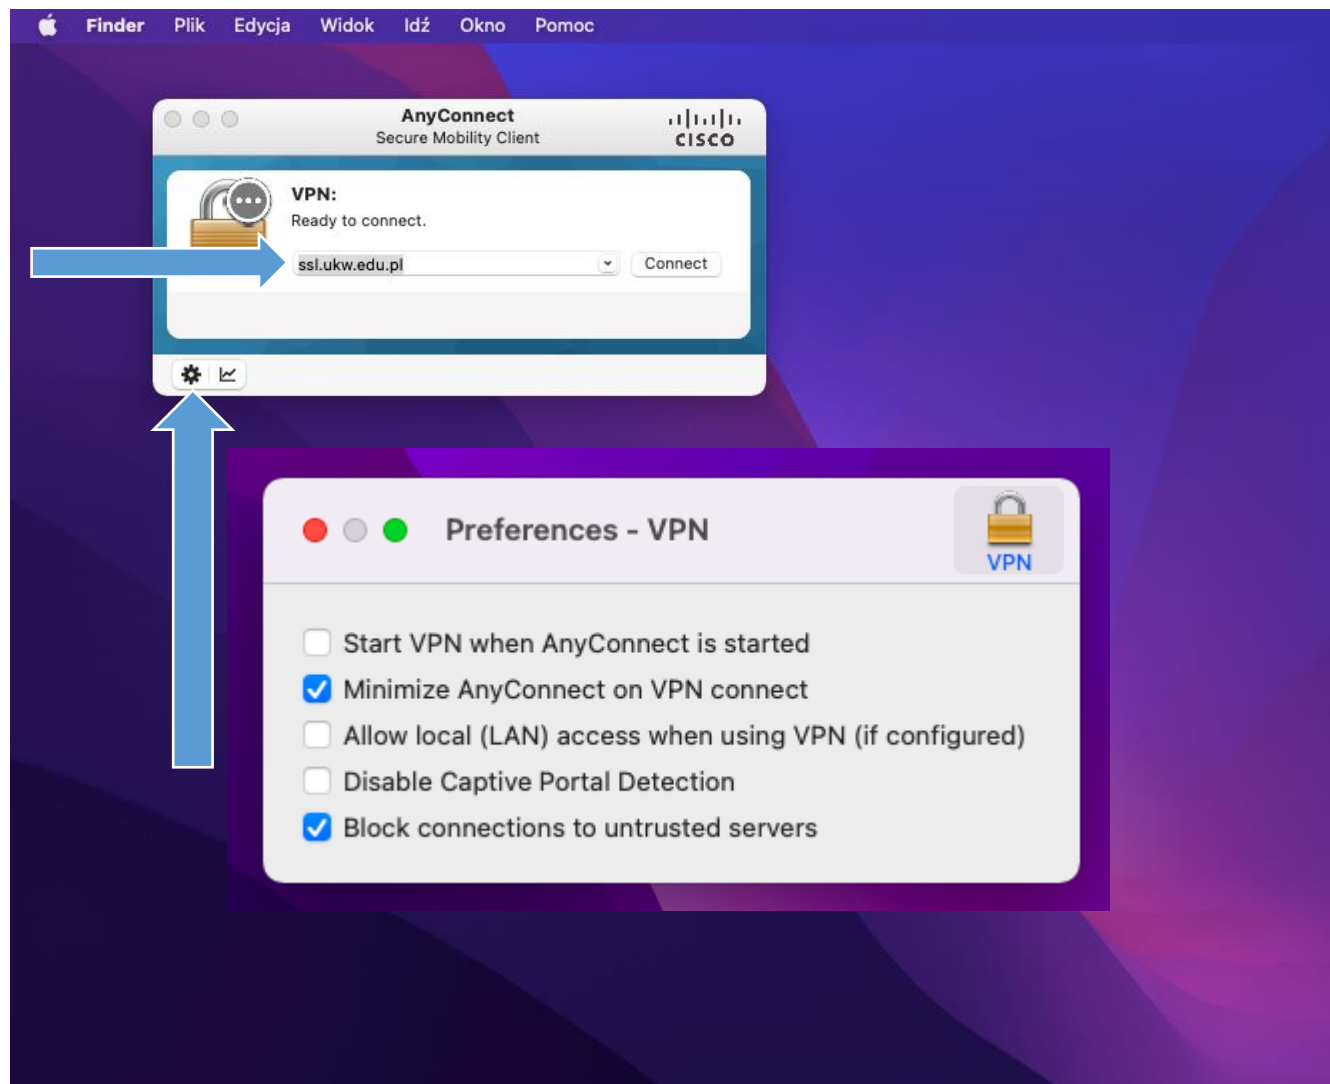 Finder Plik Edycja Widok Idź Okno Pomoc
AnyConnect
Secure Mobility Client
CISCO
VPN:
Ready to connect.
ssl.ukw.edu.pl Connect
Preferences - VPN
VPN
Start VPN when AnyConnect is started
Minimize AnyConnect on VPN connect
Allow local (LAN) access when using VPN (if configured)
Disable Captive Portal Detection
Block connections to untrusted servers